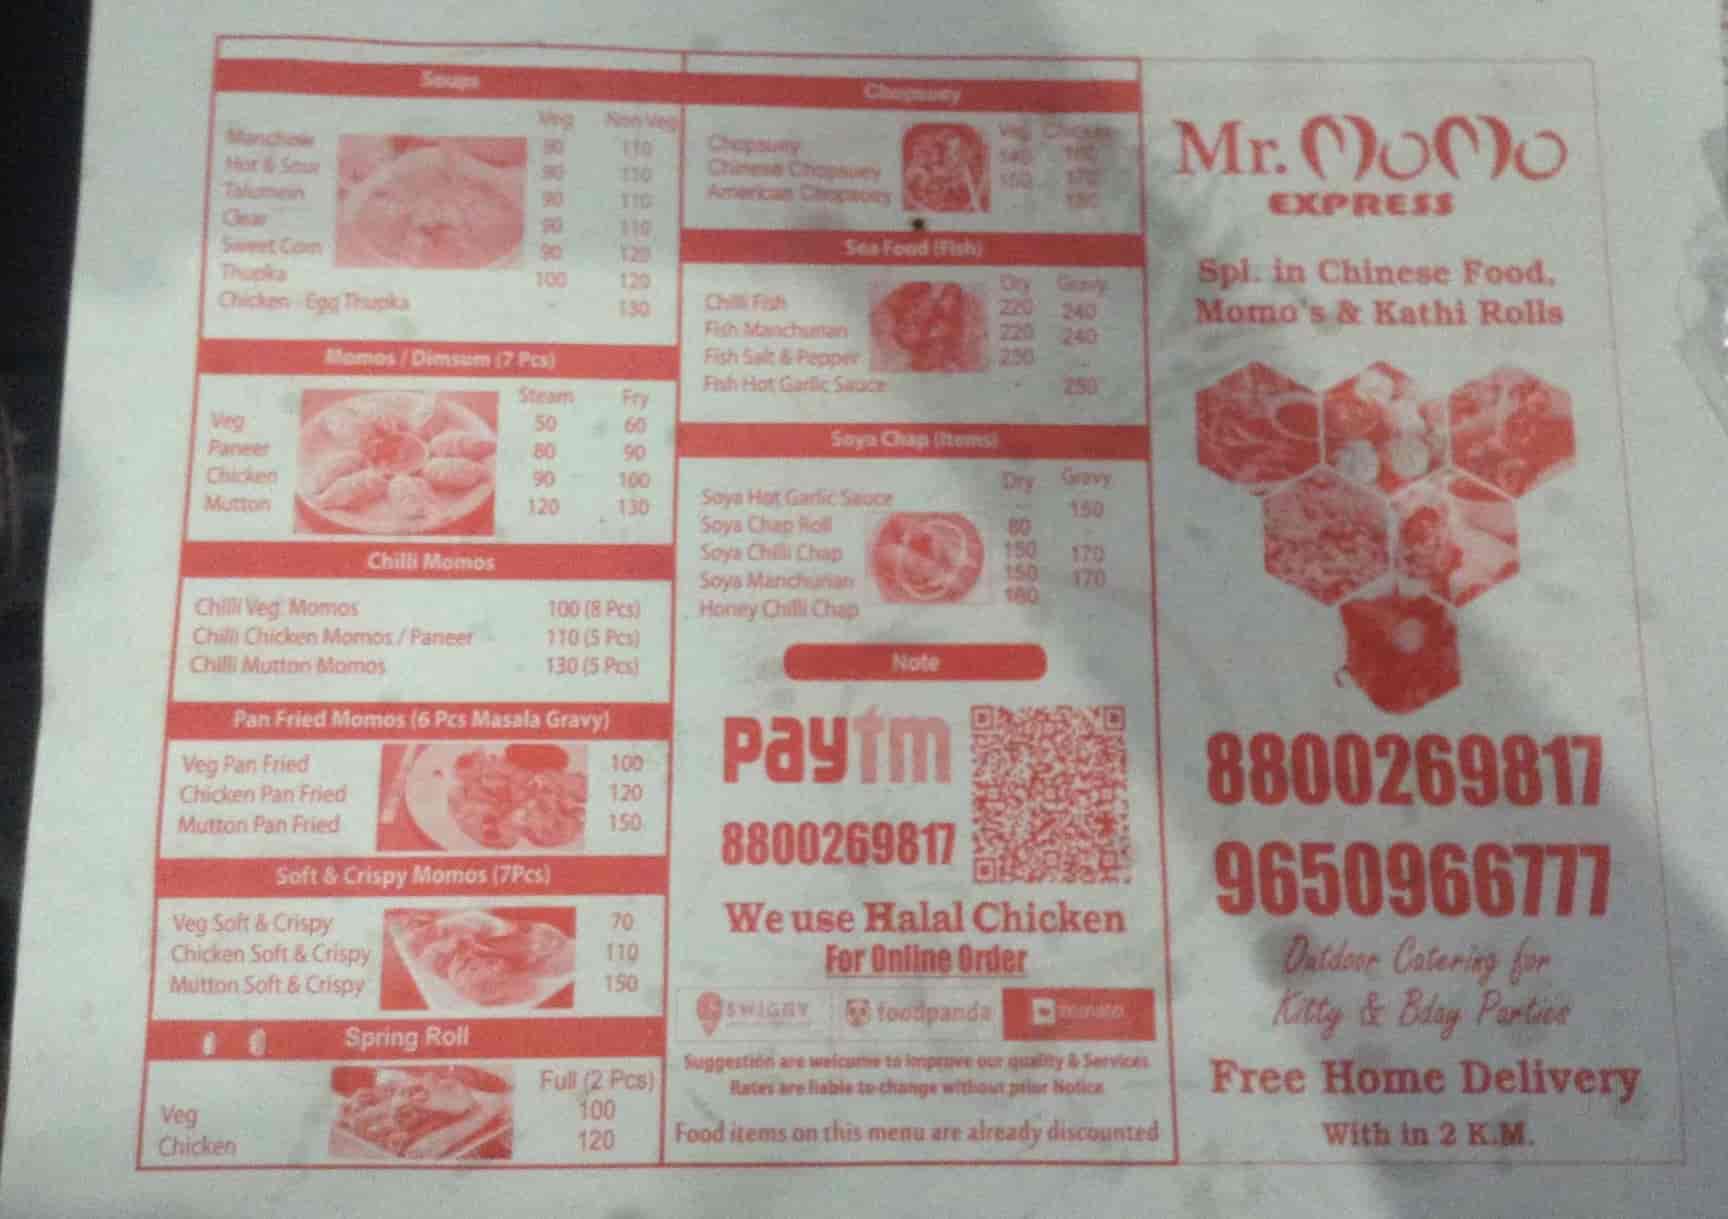 Soups
Veg Non Veg
Manchow 90 110
Hot & Sour 90 110
Talumein 90 110
Clear 90 110
Sweet Corn 90 120
Thupka 100 120
Chicken - Egg Thupka - 130
Momos / Dimsum (7 Pcs)
Steam Fry
Veg 50 60
Paneer 80 90
Chicken 90 100
Mutton 120 130
Chilli Momos
Chilli Veg. Momos 100 (8 Pcs)
Chilli Chicken Momos / Paneer 110 (5 Pcs)
Chilli Mutton Momos 130 (5 Pcs)
Pan Fried Momos (6 Pcs Masala Gravy)
Veg Pan Fried 100
Chicken Pan Fried 120
Mutton Pan Fried 150
Soft & Crispy Momos (7Pcs)
Veg Soft & Crispy 70
Chicken Soft & Crispy 110
Mutton Soft & Crispy 150
Spring Roll
Full (2 Pcs)
Veg 100
Chicken 120
Chopsuey
Veg Chicken
Chopsuey
Chinese Chopsuey
American Chopsuey
Sea Food (Fish)
Dry Gravy
Chilli Fish 220 240
Fish Manchurian 220 240
Fish Salt & Pepper 250 -
Fish Hot Garlic Sauce - 250
Soya Chap (Items)
Dry Gravy
Soya Hot Garlic Sauce - 150
Soya Chap Roll 80 -
Soya Chilli Chap 150 170
Soya Manchurian 150 170
Honey Chilli Chap 160
Note
paytm
8800269817
We use Halal Chicken
For Online Order
SWIGGY foodpanda zomato
Suggestion are welcome to improve our quality & Services
Rates are liable to change without prior Notice
Food items on this menu are already discounted
Mr. MoMo
EXPRESS
Spl. in Chinese Food,
Momo's & Kathi Rolls
8800269817
9650966777
Outdoor Catering for
Kitty & Bday Parties
Free Home Delivery
With in 2 K.M.